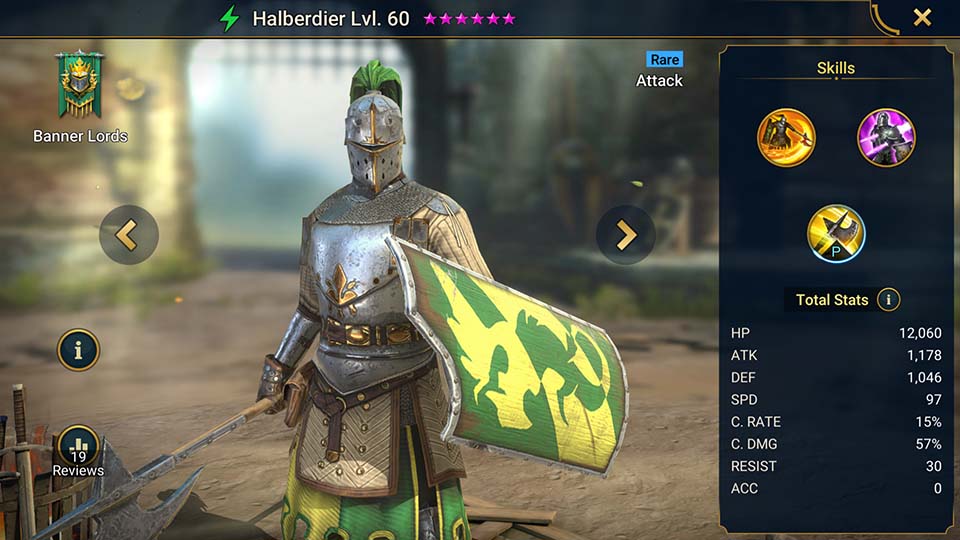 Halberdier Lvl. 60
Banner Lords
Rare
Attack
19
Reviews
Skills
P
Total Stats
HP 12,060
ATK 1,178
DEF 1,046
SPD 97
C. RATE 15%
C. DMG 57%
RESIST 30
ACC 0